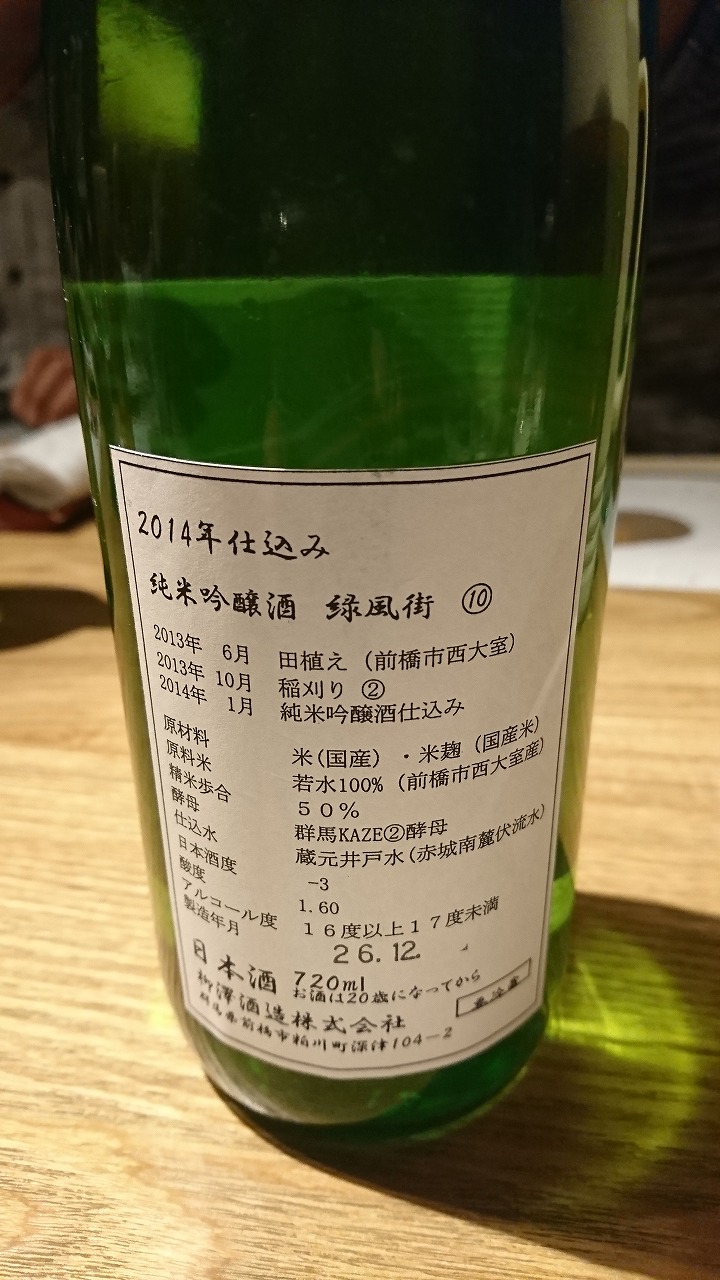 2014年仕込み
純米吟醸酒 緑風街 ⑩
2013年 6月 田植え (前橋市西大室)
2013年 10月 稲刈り ②
2014年 1月 純米吟醸酒仕込み
原材料 米(国産)・米麹(国産米)
原料米 若水100% (前橋市西大室産)
精米歩合 50%
酵母 群馬KAZE②酵母
仕込水 蔵元井戸水(赤城南麓伏流水)
日本酒度 -3
酸度 1.60
アルコール度 16度以上17度未満
製造年月 26.12.
日本酒 720ml
お酒は20歳になってから
要冷蔵
柳澤酒造株式会社
群馬県前橋市粕川町深津104-2